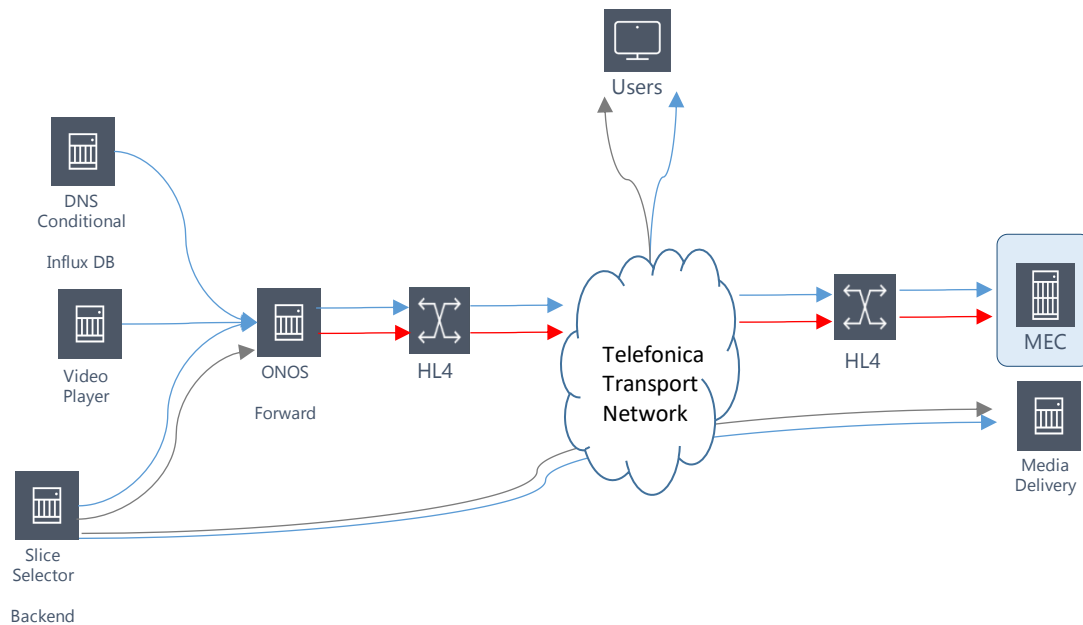 Users
DNS
Conditional
Influx DB
Video
Player
ONOS
Forward
HL4
Telefonica
Transport
Network
HL4
MEC
Media
Delivery
Slice
Selector
Backend